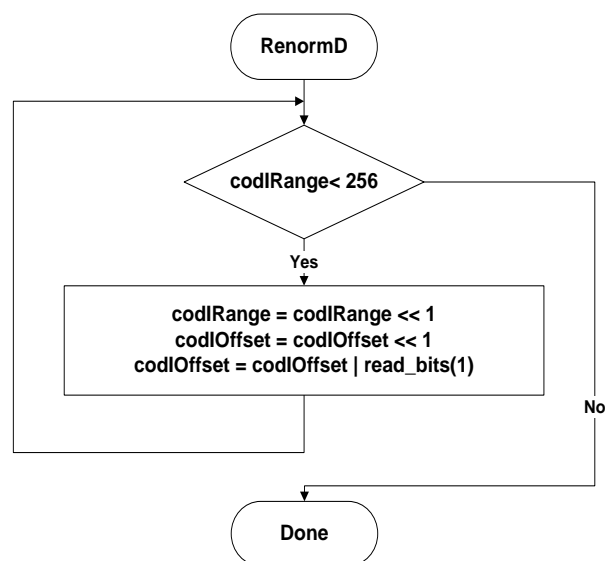 RenormD
codIRange< 256
Yes
codIRange = codIRange << 1
codIOffset = codIOffset << 1
codIOffset = codIOffset | read_bits(1)
No
Done